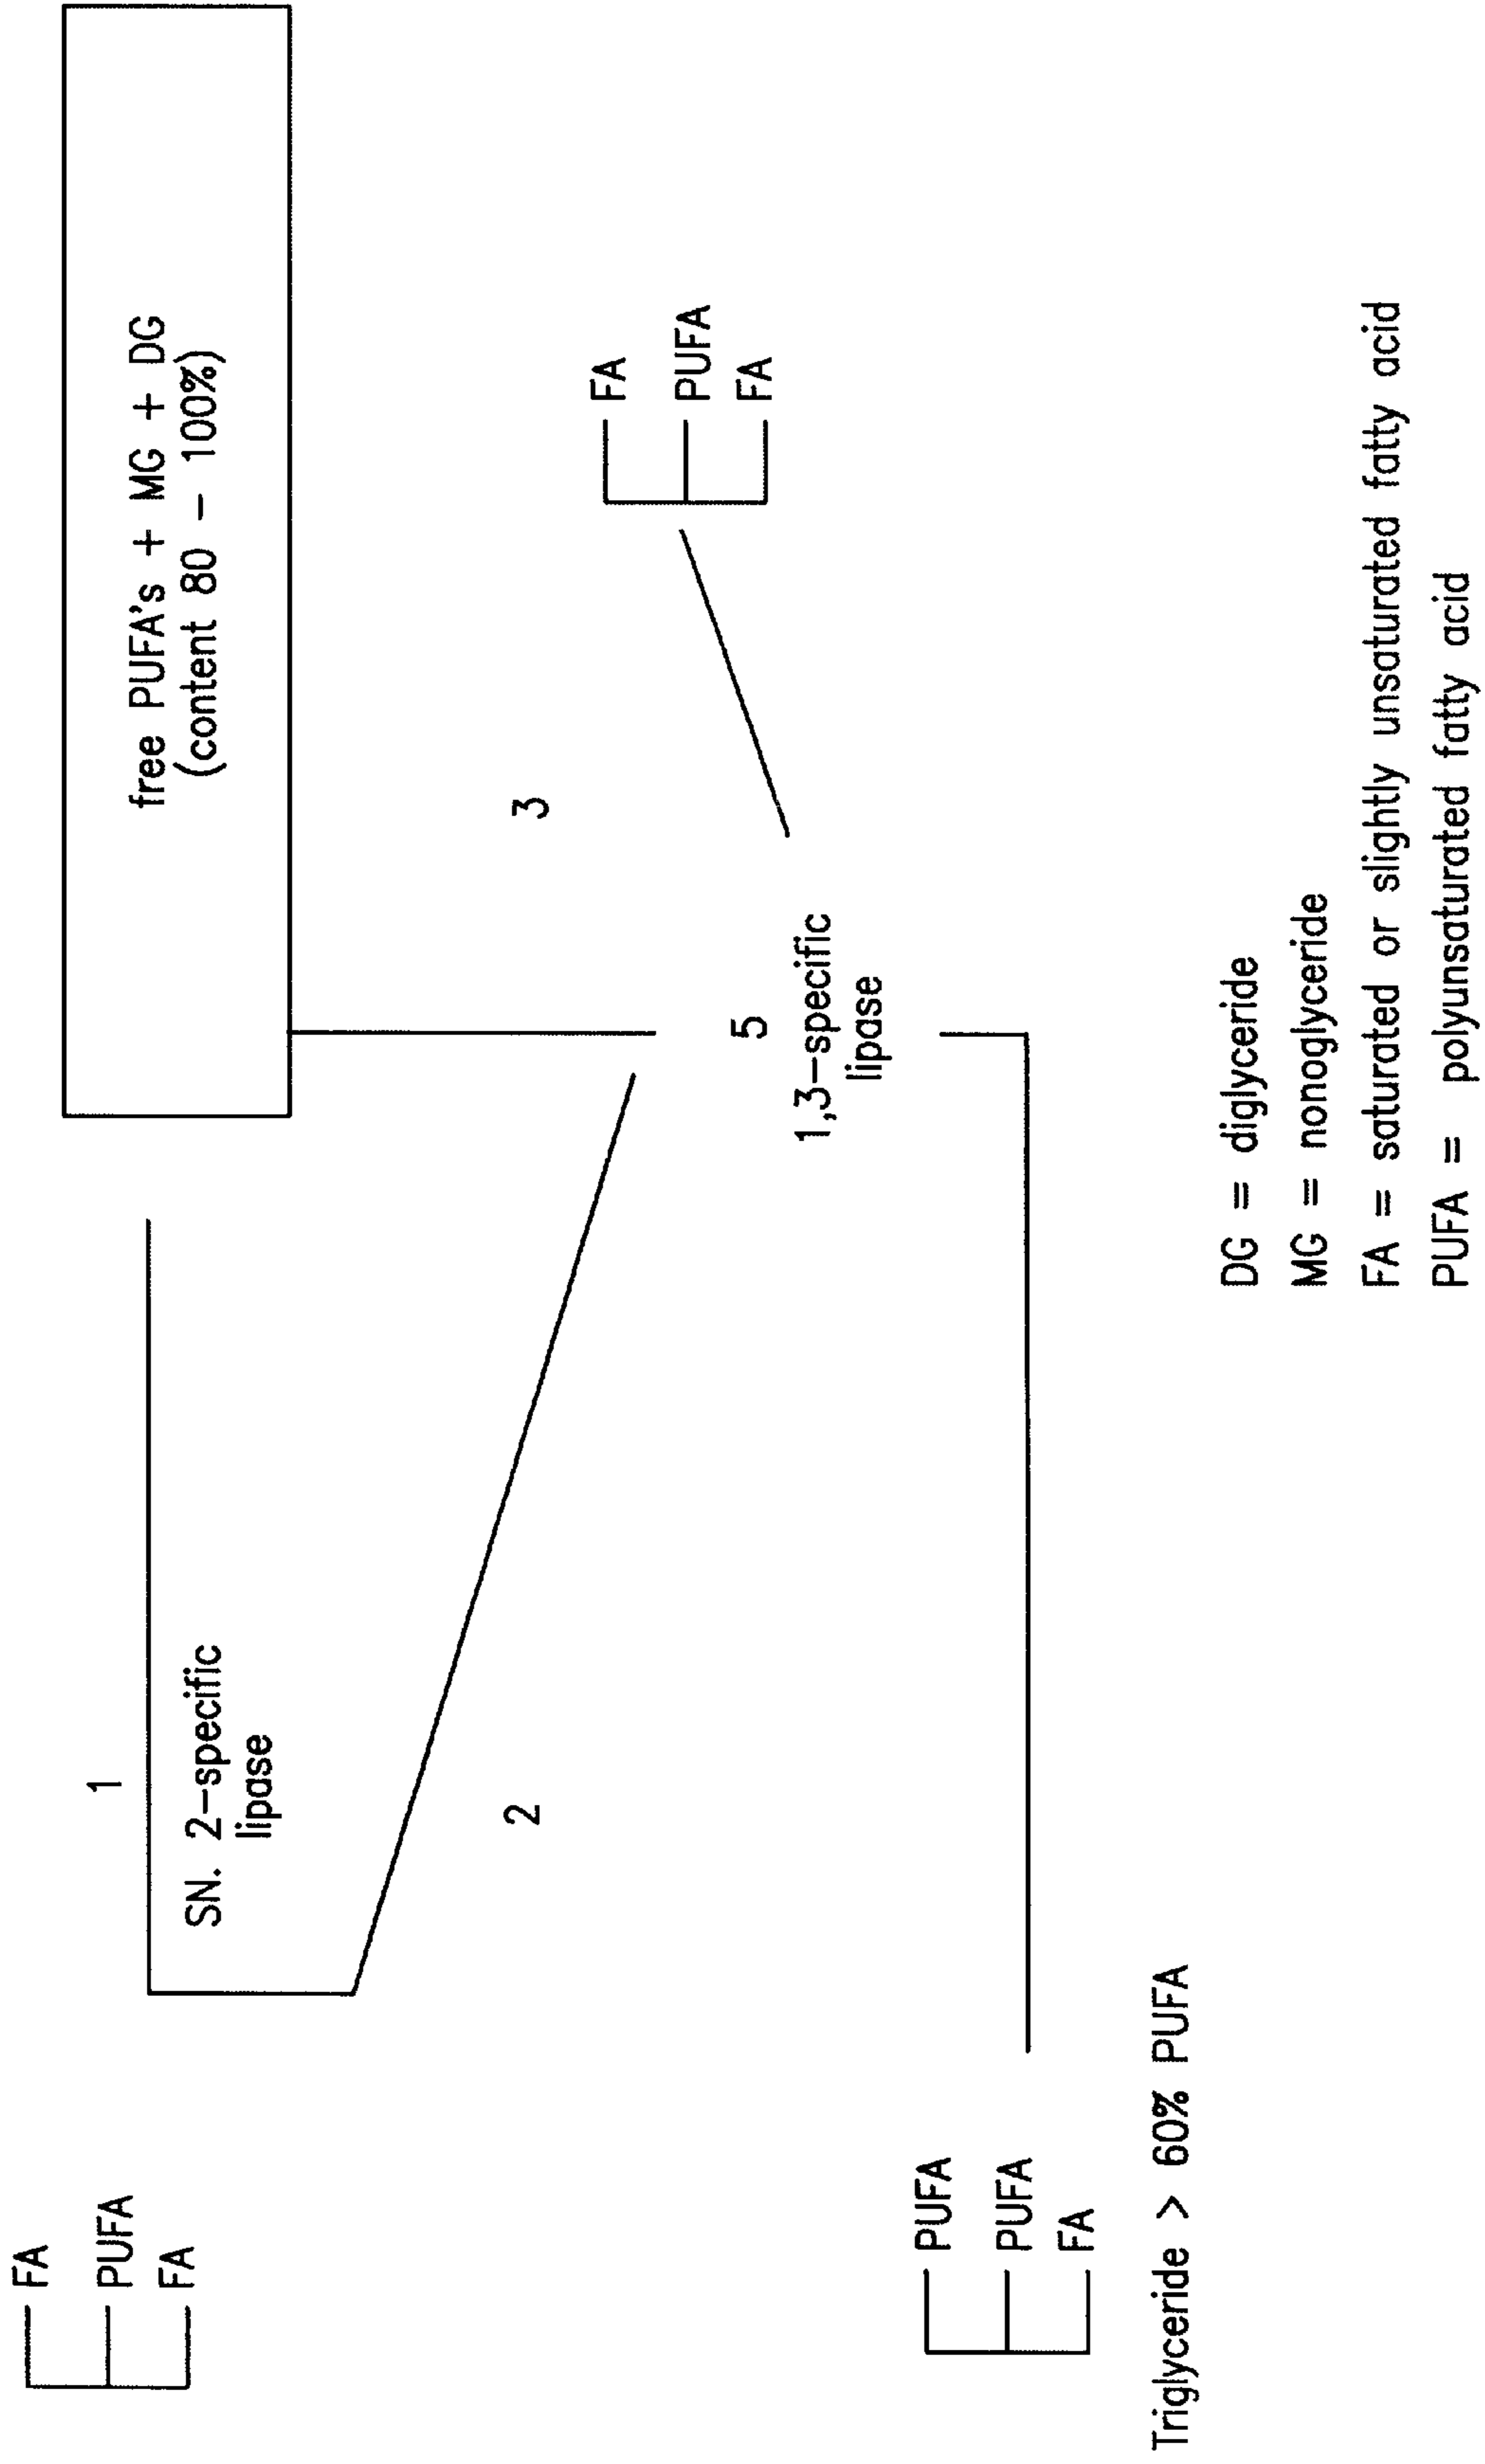 FA
PUFA
FA
1
SN. 2-specific
lipase
free PUFA's + MG + DG
(content 80 - 100%)
2
3
FA
PUFA
FA
5
1,3-specific
lipase
PUFA
PUFA
FA
Triglyceride > 60% PUFA
DG = diglyceride
MG = nonoglyceride
FA = saturated or slightly unsaturated fatty acid
PUFA = polyunsaturated fatty acid